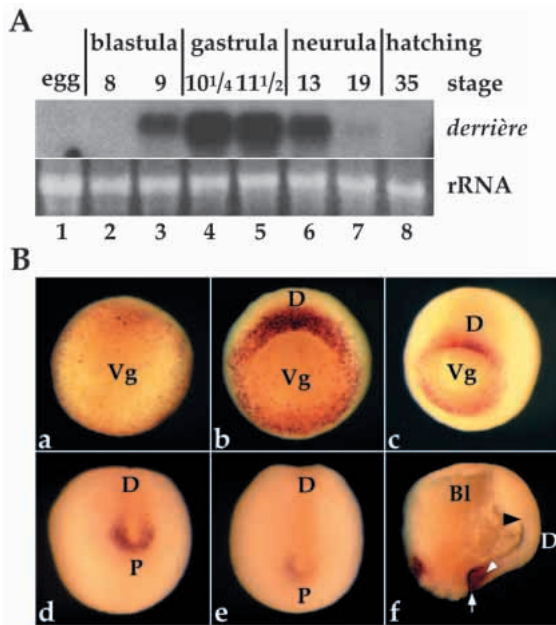 A
blastula gastrula neurula hatching
egg 8 9 10¹/₄ 11¹/₂ 13 19 35 stage
derrière
rRNA
1 2 3 4 5 6 7 8
B
D D
Vg Vg Vg
a b c
D D Bl
D
P P
d e f